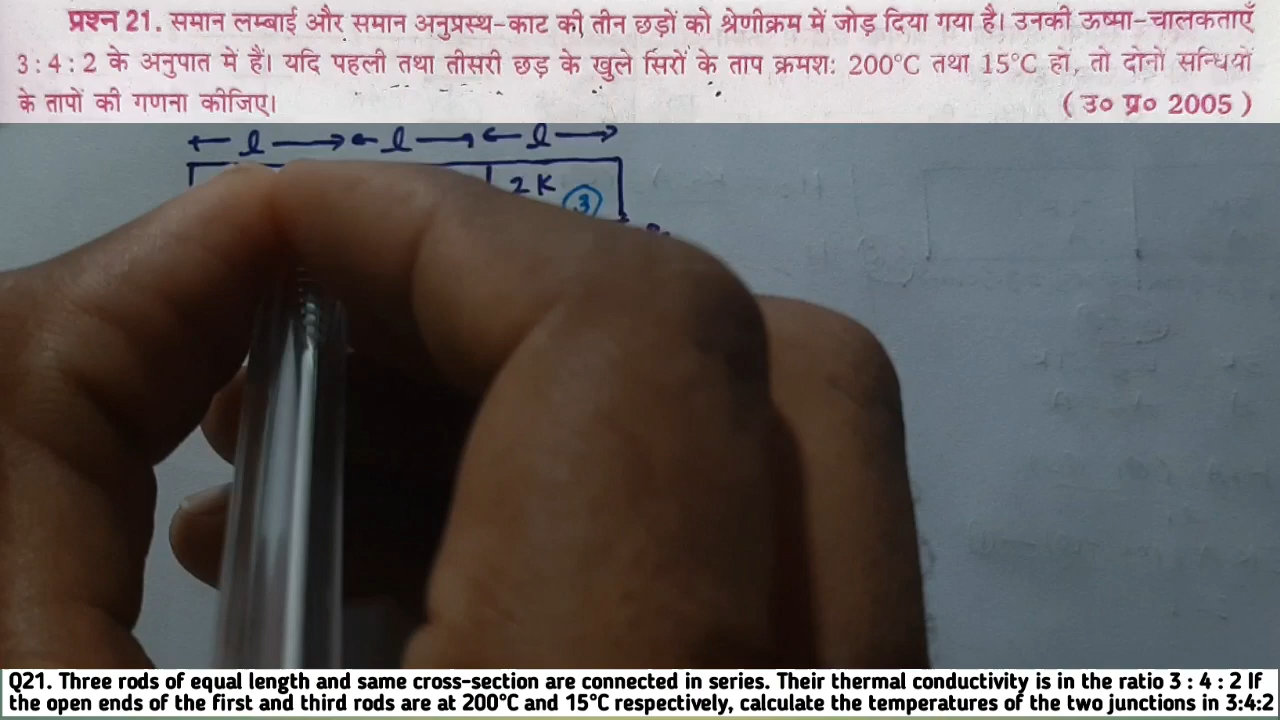 प्रश्न 21. समान लम्बाई और समान अनुप्रस्थ-काट की तीन छड़ों को श्रेणीक्रम में जोड़ दिया गया है। उनकी ऊष्मा-चालकताएँ
3 : 4 : 2 के अनुपात में हैं। यदि पहली तथा तीसरी छड़ के खुले सिरों के ताप क्रमशः 200°C तथा 15°C हों, तो दोनों सन्धियों
के तापों की गणना कीजिए। ( उ० प्र० 2005 )
l l l
2K 3
Q21. Three rods of equal length and same cross-section are connected in series. Their thermal conductivity is in the ratio 3 : 4 : 2 If
the open ends of the first and third rods are at 200°C and 15°C respectively, calculate the temperatures of the two junctions in 3:4:2